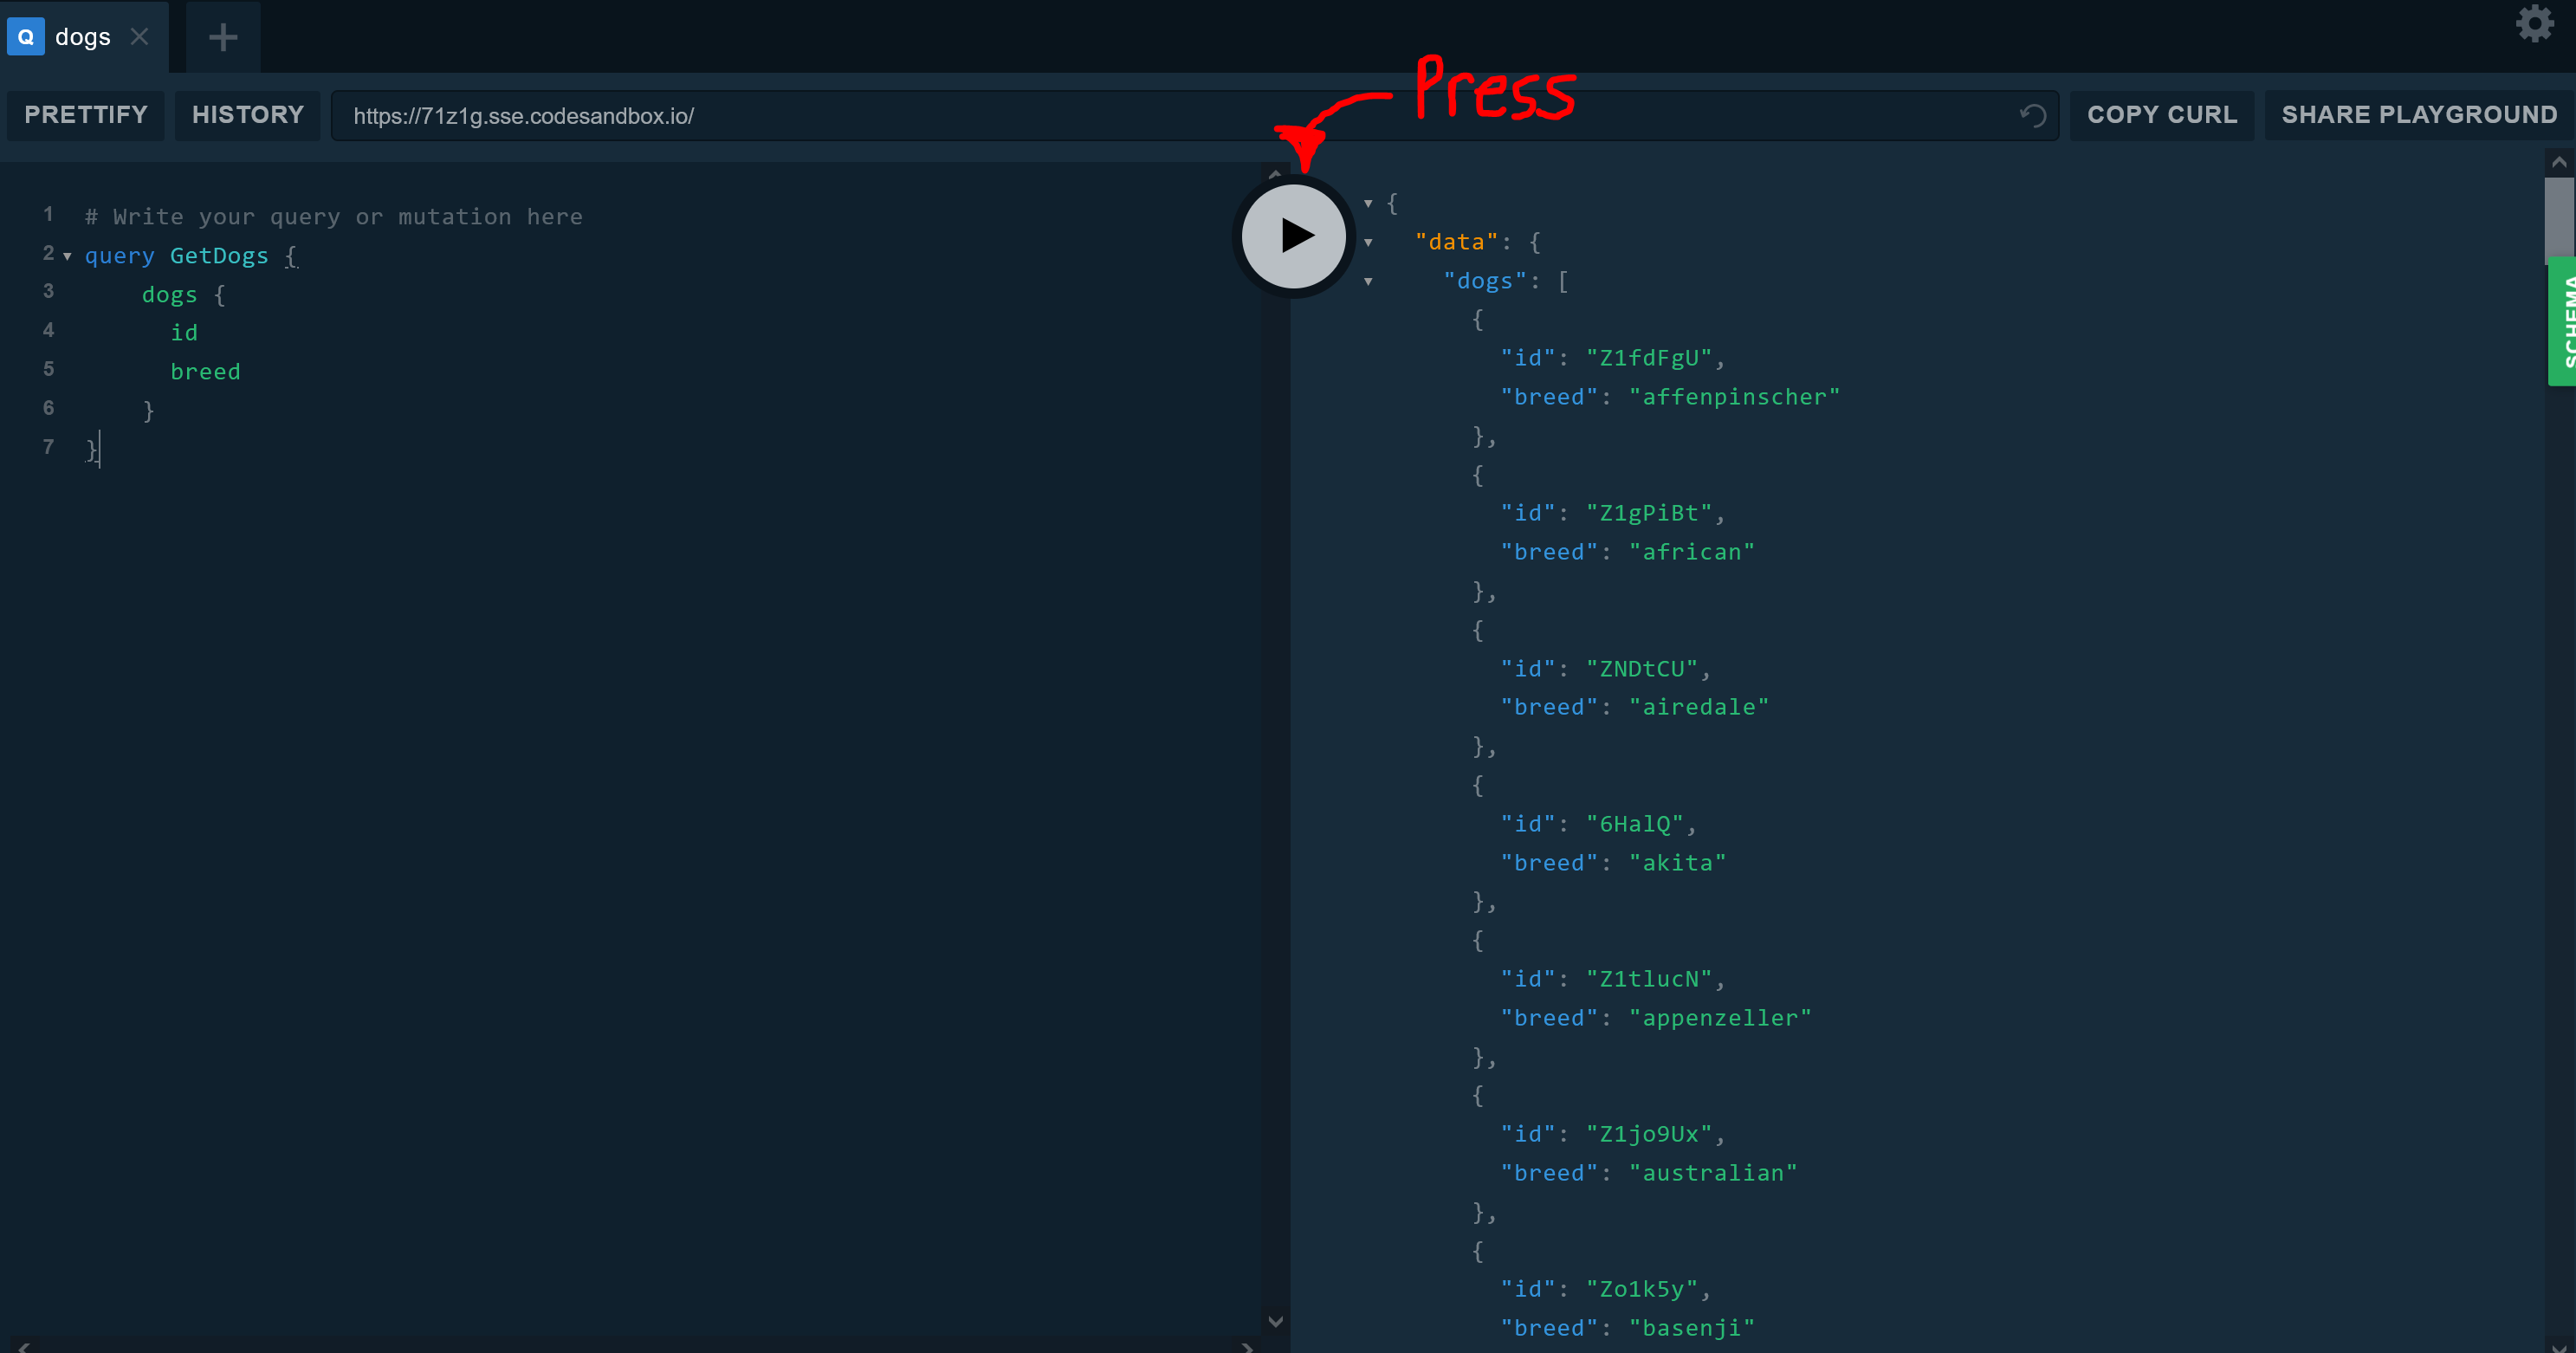 Q dogs
Press
PRETTIFY HISTORY https://71z1g.sse.codesandbox.io/ COPY CURL SHARE PLAYGROUND
1 # Write your query or mutation here
2 query GetDogs {
3 dogs {
4 id
5 breed
6 }
7 }
{
"data": {
"dogs": [
{
"id": "Z1fdFgU",
"breed": "affenpinscher"
},
{
"id": "Z1gPiBt",
"breed": "african"
},
{
"id": "ZNDtCU",
"breed": "airedale"
},
{
"id": "6HalQ",
"breed": "akita"
},
{
"id": "Z1tlucN",
"breed": "appenzeller"
},
{
"id": "Z1jo9Ux",
"breed": "australian"
},
{
"id": "Zo1k5y",
"breed": "basenji"
SCHEMA